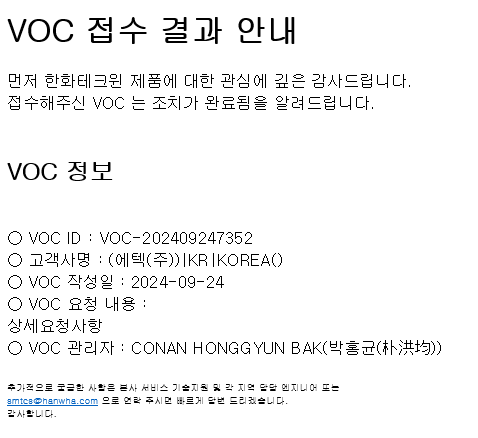 VOC 접수 결과 안내
먼저 한화테크윈 제품에 대한 관심에 깊은 감사드립니다.
접수해주신 VOC 는 조치가 완료됨을 알려드립니다.
VOC 정보
○ VOC ID : VOC-202409247352
○ 고객사명 : (에텍(주))|KR|KOREA()
○ VOC 작성일 : 2024-09-24
○ VOC 요청 내용 :
상세요청사항
○ VOC 관리자 : CONAN HONGGYUN BAK(박홍균(朴洪均))
추가적으로 궁금한 사항은 본사 서비스 기술지원 및 각 지역 담당 엔지니어 또는
smtcs@hanwha.com 으로 연락 주시면 빠르게 답변 드리겠습니다.
감사합니다.